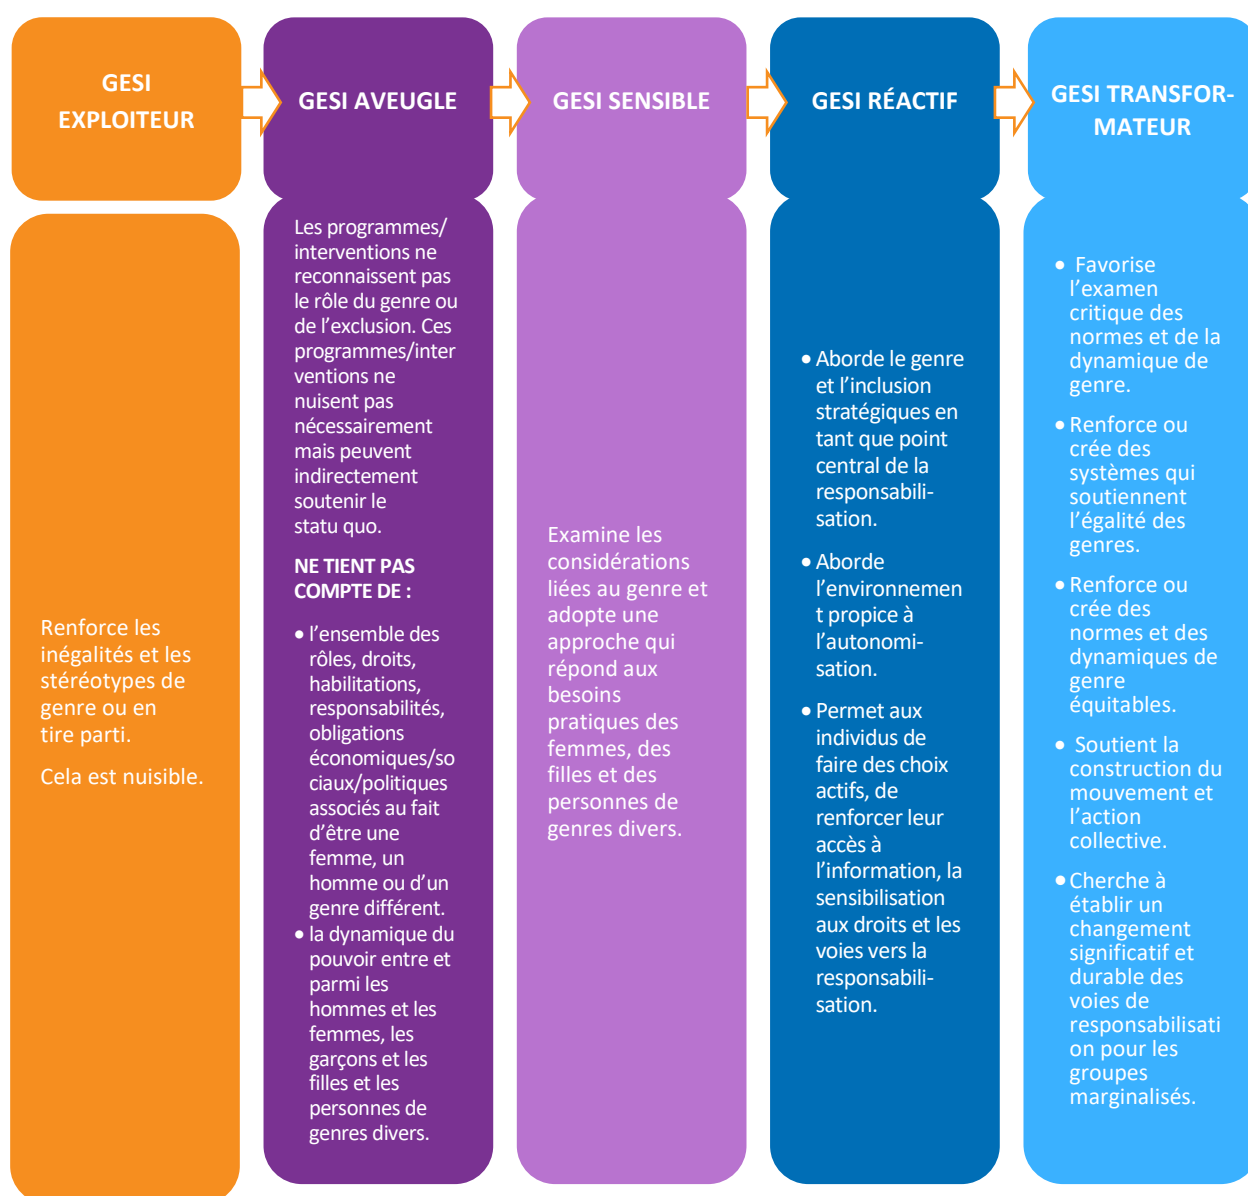 GESI
EXPLOITEUR
GESI AVEUGLE
GESI SENSIBLE
GESI RÉACTIF
GESI TRANSFOR-
MATEUR
Renforce les
inégalités et les
stéréotypes de
genre ou en
tire parti.
Cela est nuisible.
Les programmes/
interventions ne
reconnaissent pas
le rôle du genre ou
de l’exclusion. Ces
programmes/inter
ventions ne
nuisent pas
nécessairement
mais peuvent
indirectement
soutenir le
statu quo.
NE TIENT PAS
COMPTE DE :
• l’ensemble des
rôles, droits,
habilitations,
responsabilités,
obligations
économiques/so
ciaux/politiques
associés au fait
d’être une
femme, un
homme ou d’un
genre différent.
• la dynamique du
pouvoir entre et
parmi les
hommes et les
femmes, les
garçons et les
filles et les
personnes de
genres divers.
Examine les
considérations
liées au genre et
adopte une
approche qui
répond aux
besoins
pratiques des
femmes, des
filles et des
personnes de
genres divers.
• Aborde le genre
et l’inclusion
stratégiques en
tant que point
central de la
responsabili-
sation.
• Aborde
l’environnemen
t propice à
l’autonomi-
sation.
• Permet aux
individus de
faire des choix
actifs, de
renforcer leur
accès à
l’information, la
sensibilisation
aux droits et les
voies vers la
responsabili-
sation.
• Favorise
l’examen
critique des
normes et de la
dynamique de
genre.
• Renforce ou
crée des
systèmes qui
soutiennent
l’égalité des
genres.
• Renforce ou
crée des
normes et des
dynamiques de
genre
équitables.
• Soutient la
construction du
mouvement et
l’action
collective.
• Cherche à
établir un
changement
significatif et
durable des
voies de
responsabilisati
on pour les
groupes
marginalisés.